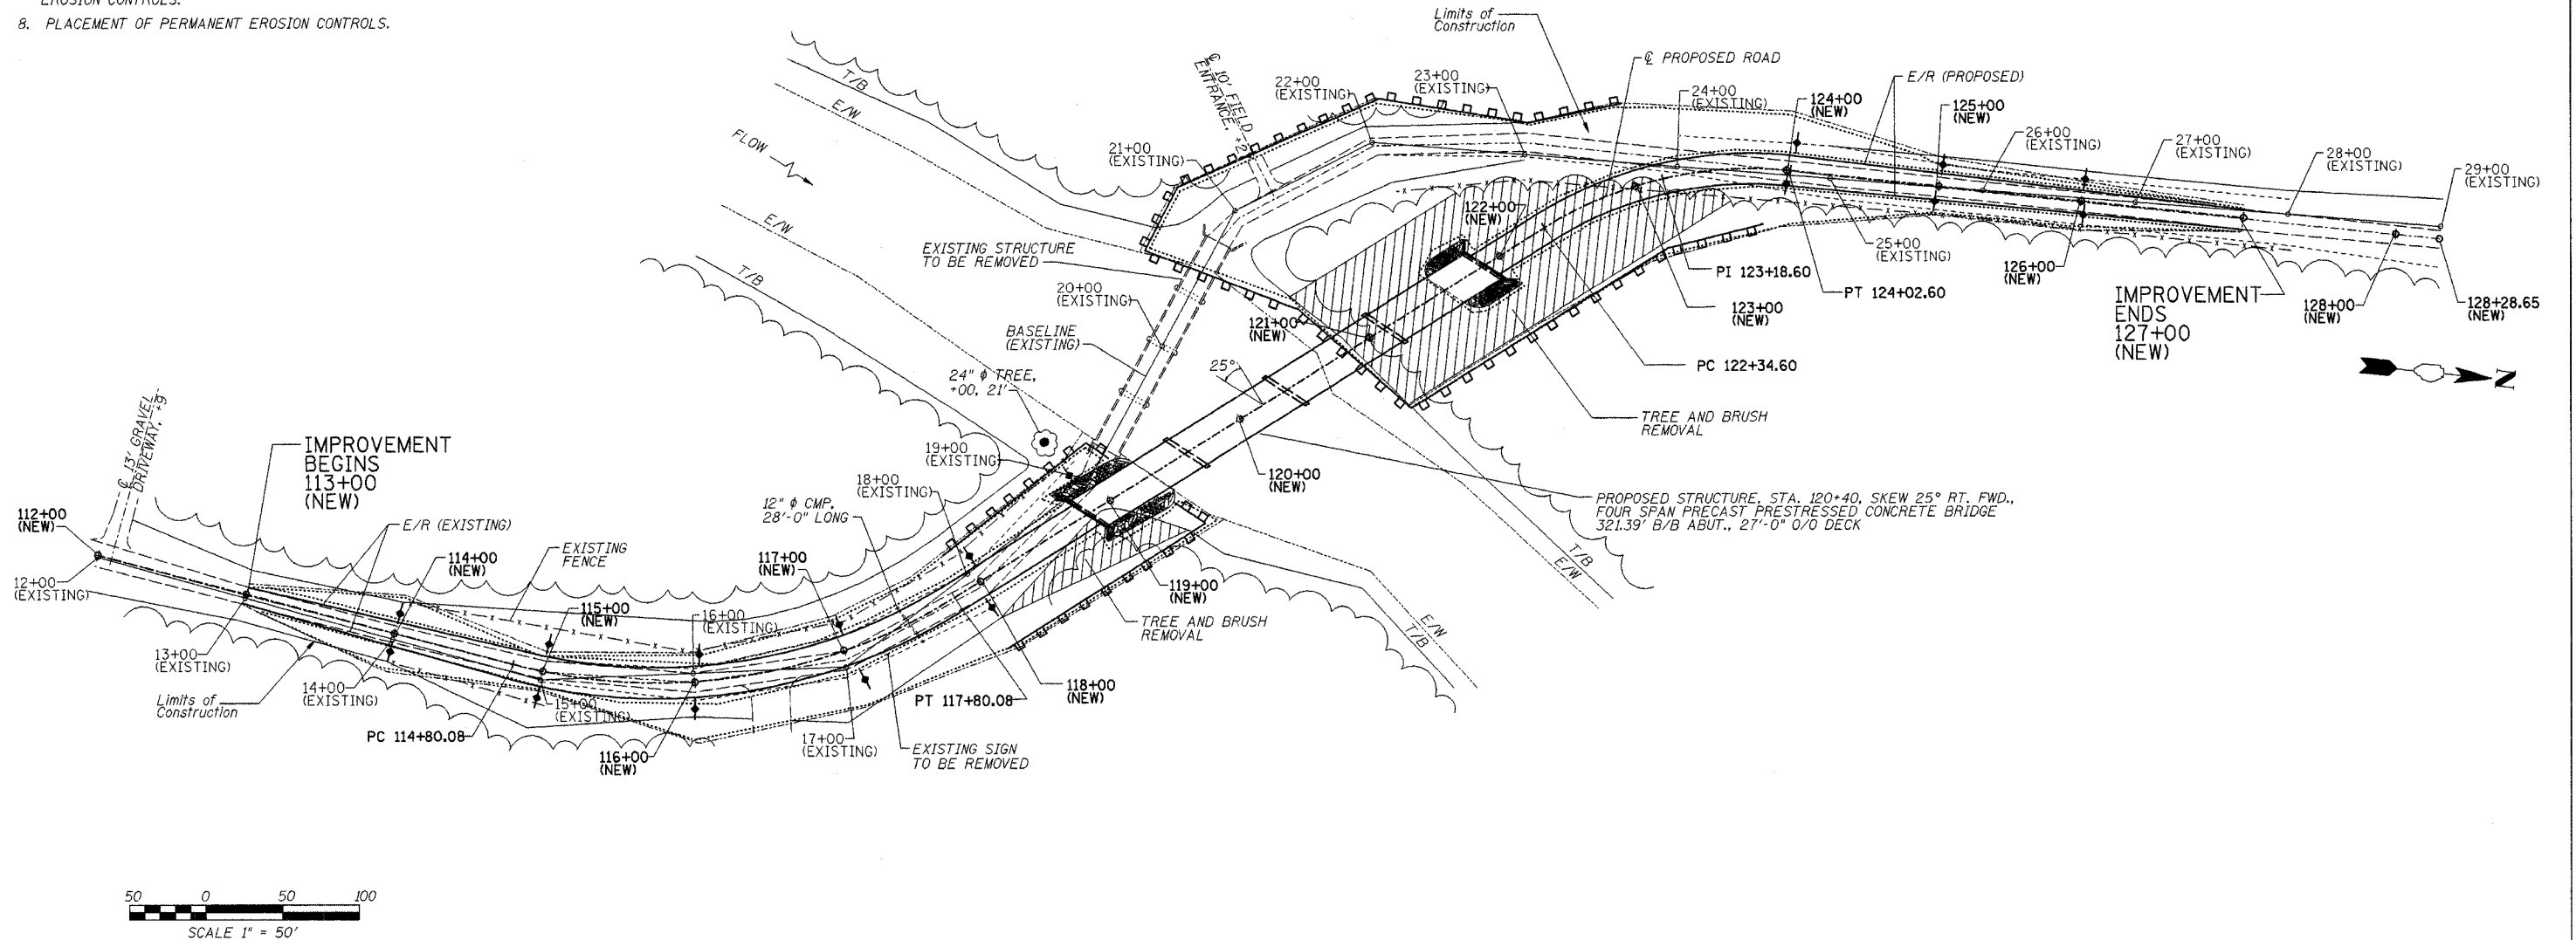 EROSION CONTROLS.
8. PLACEMENT OF PERMANENT EROSION CONTROLS.
Limits of
Construction
℄ PROPOSED ROAD
E/R (PROPOSED)
T/B
E/W
FLOW
℄ 10' FIELD
ENTRANCE,
22+00
(EXISTING)
23+00
(EXISTING)
24+00
(EXISTING)
124+00
(NEW)
125+00
(NEW)
26+00
(EXISTING)
27+00
(EXISTING)
28+00
(EXISTING)
29+00
(EXISTING)
21+00
(EXISTING)
E/W
T/B
EXISTING STRUCTURE
TO BE REMOVED
20+00
(EXISTING)
BASELINE
(EXISTING)
122+00
(NEW)
121+00
(NEW)
25°
PI 123+18.60
123+00
(NEW)
PT 124+02.60
25+00
(EXISTING)
126+00
(NEW)
PC 122+34.60
IMPROVEMENT
ENDS
127+00
(NEW)
128+00
(NEW)
128+28.65
(NEW)
N
TREE AND BRUSH
REMOVAL
24" ϕ TREE,
+00, 21'
19+00
(EXISTING)
18+00
(EXISTING)
12" ϕ CMP,
28'-0" LONG
120+00
(NEW)
PROPOSED STRUCTURE, STA. 120+40, SKEW 25° RT. FWD.,
FOUR SPAN PRECAST PRESTRESSED CONCRETE BRIDGE
321.39' B/B ABUT., 27'-0" O/O DECK
T/B
E/W
℄ 13' GRAVEL
DRIVEWAY, +9'
IMPROVEMENT
BEGINS
113+00
(NEW)
112+00
(NEW)
12+00
(EXISTING)
E/R (EXISTING)
114+00
(NEW)
EXISTING
FENCE
115+00
(NEW)
16+00
(EXISTING)
117+00
(NEW)
119+00
(NEW)
TREE AND BRUSH
REMOVAL
E/W
T/B
13+00
(EXISTING)
Limits of
Construction
14+00
(EXISTING)
PC 114+80.08
15+00
(EXISTING)
116+00
(NEW)
17+00
(EXISTING)
PT 117+80.08
118+00
(NEW)
EXISTING SIGN
TO BE REMOVED
50 0 50 100
SCALE 1" = 50'